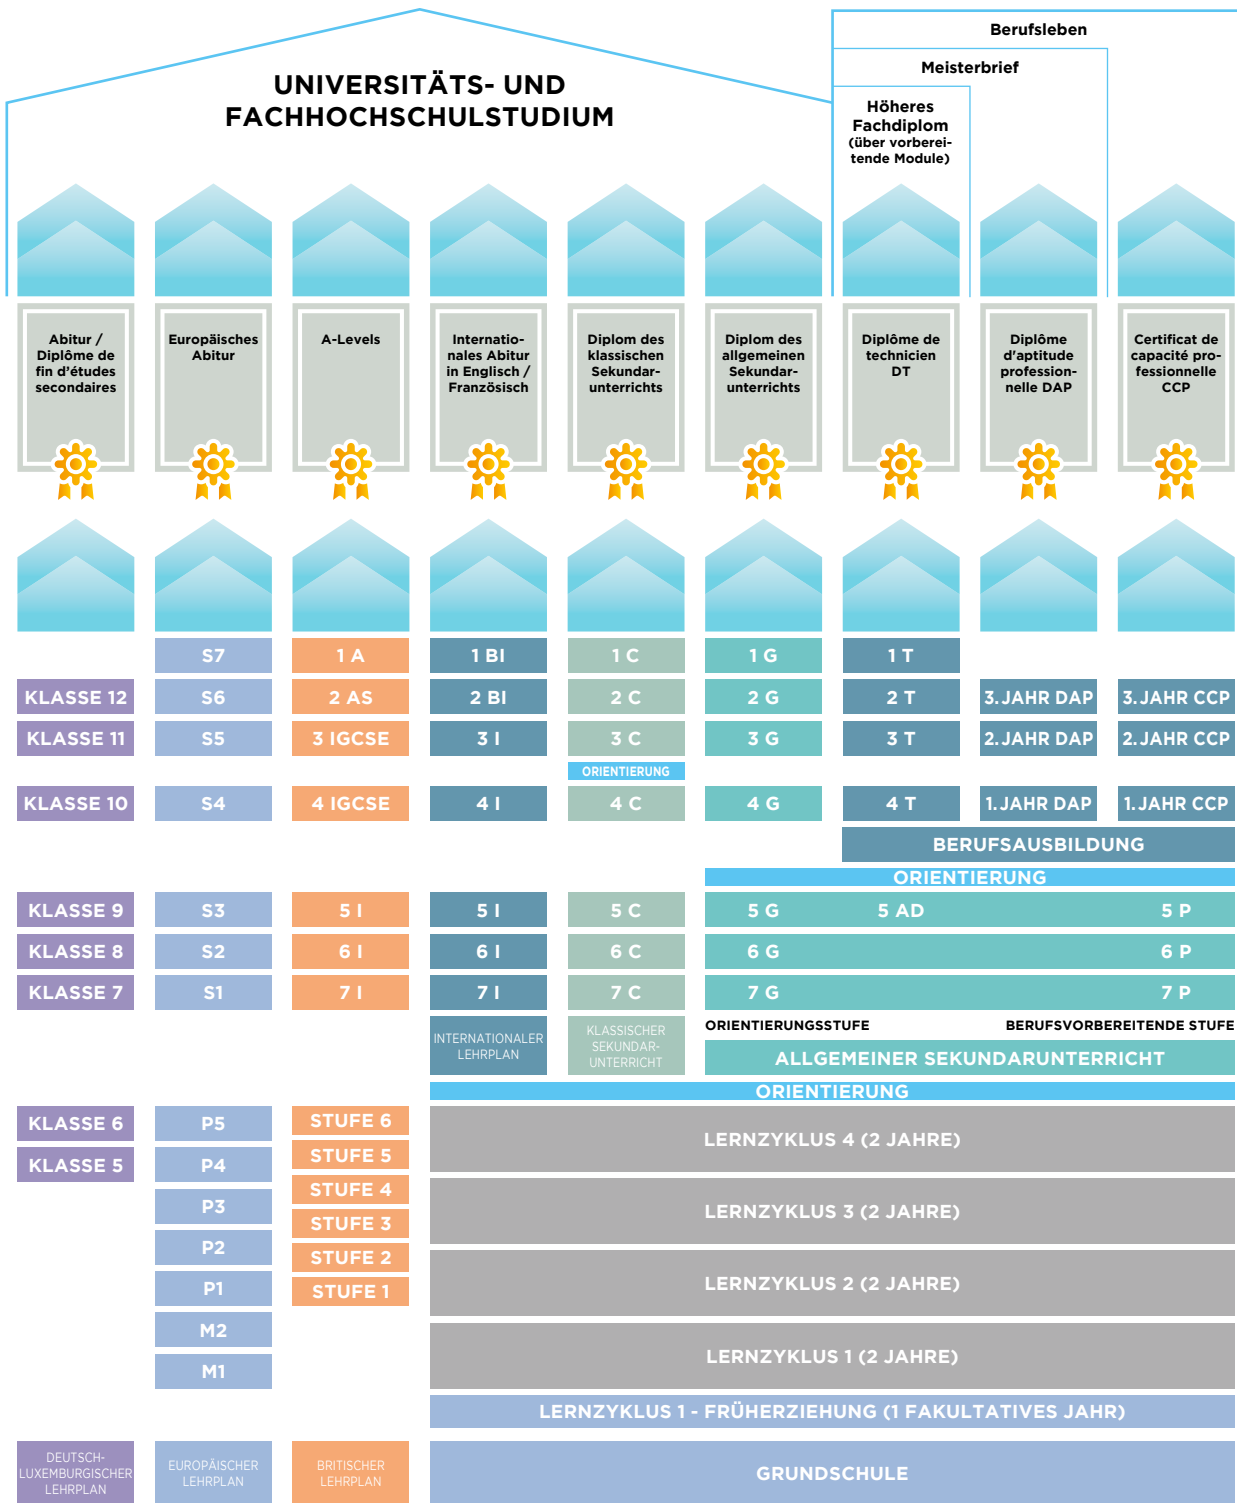 Berufsleben
Meisterbrief
UNIVERSITÄTS- UND
FACHHOCHSCHULSTUDIUM
Höheres
Fachdiplom
(über vorberei-
tende Module)
Abitur /
Diplôme de
fin d'études
secondaires
Europäisches
Abitur
A-Levels
Internatio-
nales Abitur
in Englisch /
Französisch
Diplom des
klassischen
Sekundar-
unterrichts
Diplom des
allgemeinen
Sekundar-
unterrichts
Diplôme de
technicien
DT
Diplôme
d'aptitude
profession-
nelle DAP
Certificat de
capacité pro-
fessionnelle
CCP
S7 1 A 1 BI 1 C 1 G 1 T
KLASSE 12 S6 2 AS 2 BI 2 C 2 G 2 T 3. JAHR DAP 3. JAHR CCP
KLASSE 11 S5 3 IGCSE 3 I 3 C 3 G 3 T 2. JAHR DAP 2. JAHR CCP
ORIENTIERUNG
KLASSE 10 S4 4 IGCSE 4 I 4 C 4 G 4 T 1. JAHR DAP 1. JAHR CCP
BERUFSAUSBILDUNG
ORIENTIERUNG
KLASSE 9 S3 5 I 5 I 5 C 5 G 5 AD 5 P
KLASSE 8 S2 6 I 6 I 6 C 6 G 6 P
KLASSE 7 S1 7 I 7 I 7 C 7 G 7 P
INTERNATIONALER
LEHRPLAN
KLASSISCHER
SEKUNDAR-
UNTERRICHT
ORIENTIERUNGSSTUFE BERUFSVORBEREITENDE STUFE
ALLGEMEINER SEKUNDARUNTERRICHT
ORIENTIERUNG
KLASSE 6
KLASSE 5
P5
P4
P3
P2
P1
M2
M1
STUFE 6
STUFE 5
STUFE 4
STUFE 3
STUFE 2
STUFE 1
LERNZYKLUS 4 (2 JAHRE)
LERNZYKLUS 3 (2 JAHRE)
LERNZYKLUS 2 (2 JAHRE)
LERNZYKLUS 1 (2 JAHRE)
LERNZYKLUS 1 - FRÜHERZIEHUNG (1 FAKULTATIVES JAHR)
DEUTSCH-
LUXEMBURGISCHER
LEHRPLAN
EUROPÄISCHER
LEHRPLAN
BRITISCHER
LEHRPLAN
GRUNDSCHULE